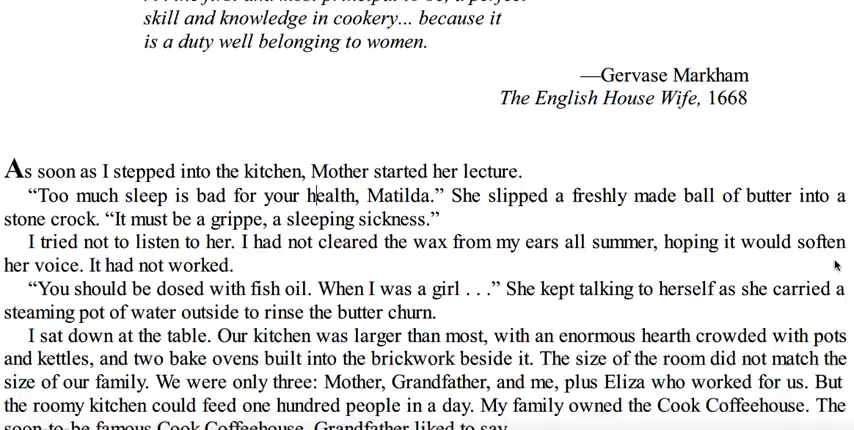 skill and knowledge in cookery... because it
is a duty well belonging to women.
—Gervase Markham
The English House Wife, 1668
As soon as I stepped into the kitchen, Mother started her lecture.
“Too much sleep is bad for your health, Matilda.” She slipped a freshly made ball of butter into a
stone crock. “It must be a grippe, a sleeping sickness.”
I tried not to listen to her. I had not cleared the wax from my ears all summer, hoping it would soften
her voice. It had not worked.
“You should be dosed with fish oil. When I was a girl . . .” She kept talking to herself as she carried a
steaming pot of water outside to rinse the butter churn.
I sat down at the table. Our kitchen was larger than most, with an enormous hearth crowded with pots
and kettles, and two bake ovens built into the brickwork beside it. The size of the room did not match the
size of our family. We were only three: Mother, Grandfather, and me, plus Eliza who worked for us. But
the roomy kitchen could feed one hundred people in a day. My family owned the Cook Coffeehouse. The
soon-to-be famous Cook Coffeehouse, Grandfather liked to say.